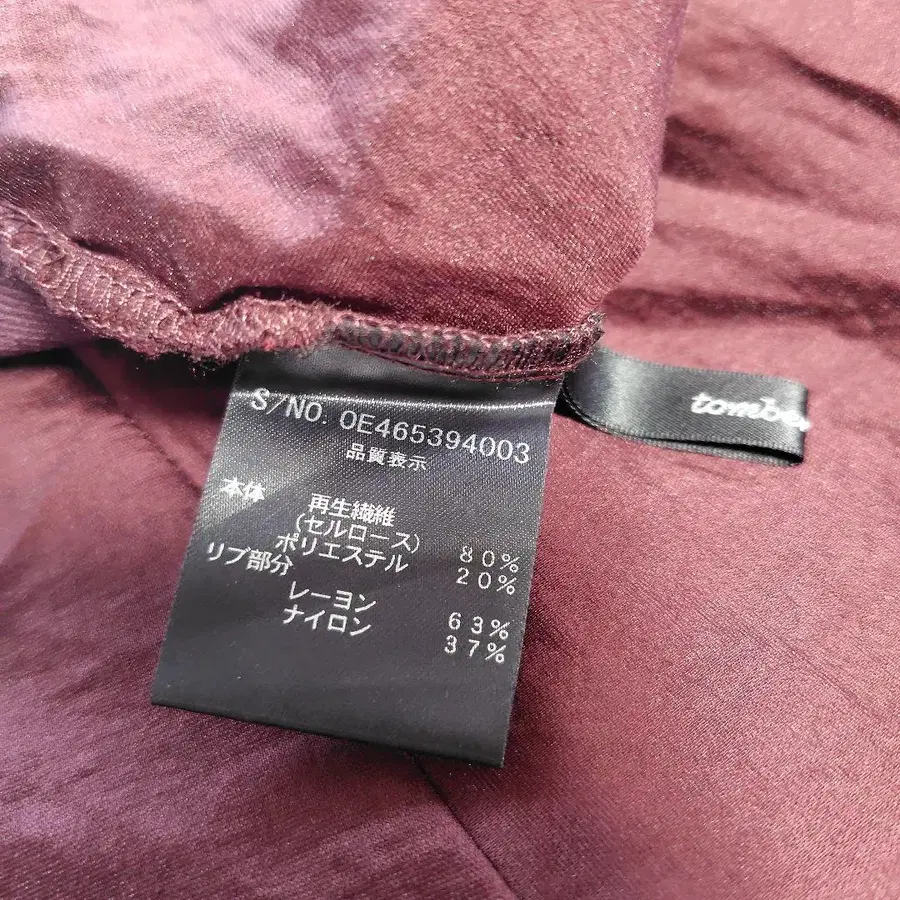 S/NO. 0E465394003
品質表示
本体
再生繊維
(セルロース) 80%
ポリエステル 20%
リブ部分
レーヨン 63%
ナイロン 37%